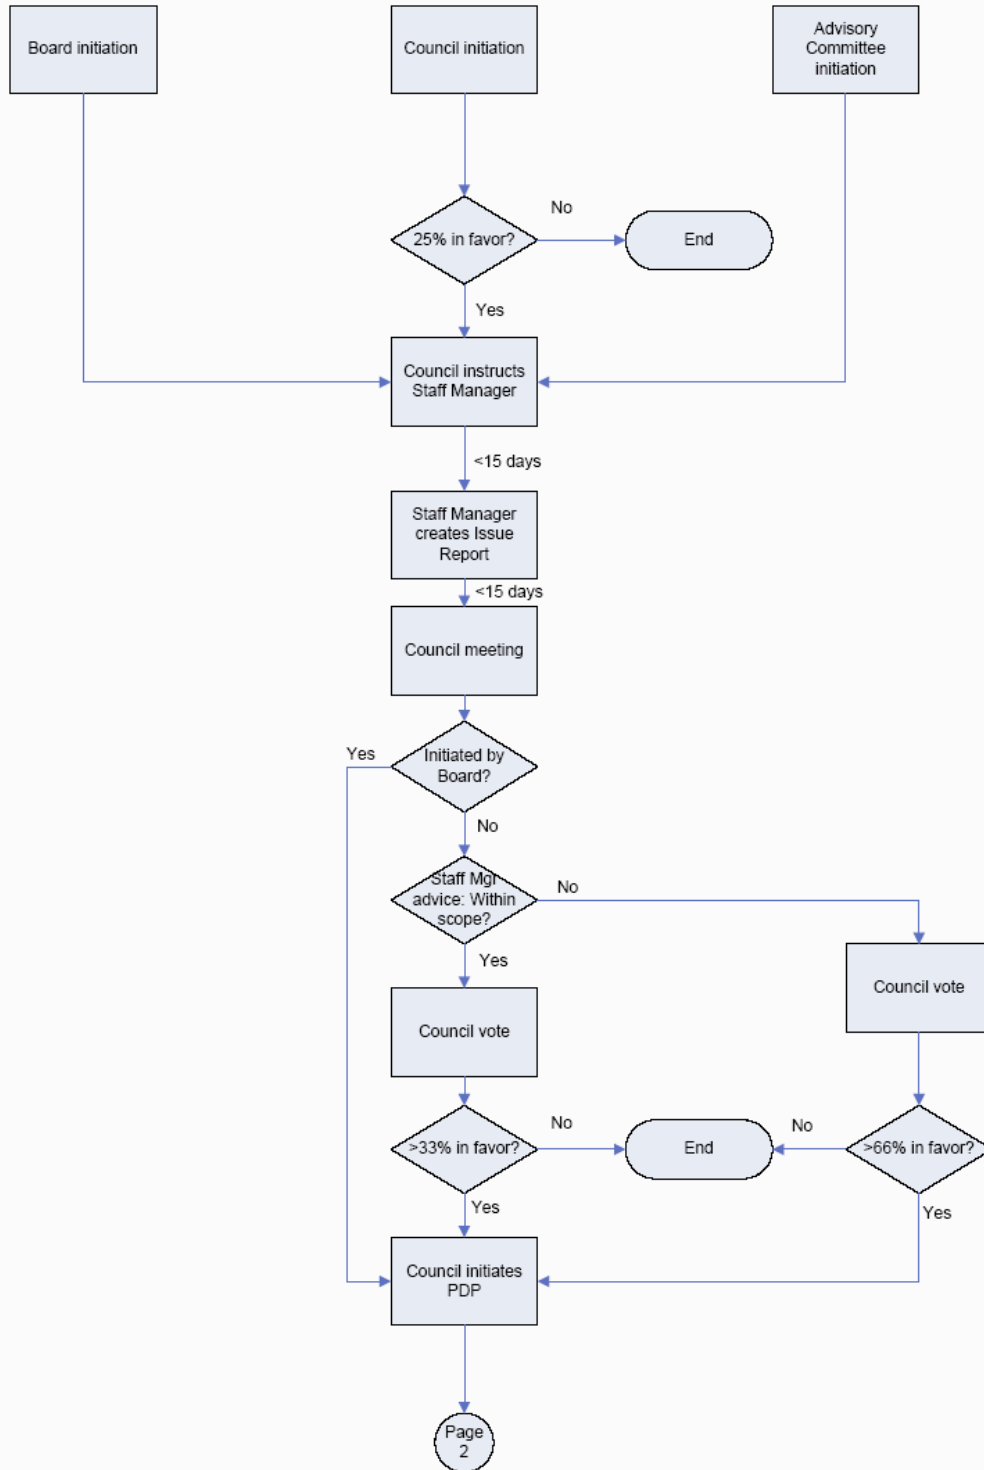 Board initiation
Council initiation
Advisory
Committee
initiation
25% in favor?
No
End
Yes
Council instructs
Staff Manager
<15 days
Staff Manager
creates Issue
Report
<15 days
Council meeting
Yes
Initiated by
Board?
No
Staff Mgr
advice: Within
scope?
No
Yes
Council vote
Council vote
>33% in favor?
No
End
No
>66% in favor?
Yes
Yes
Council initiates
PDP
Page
2